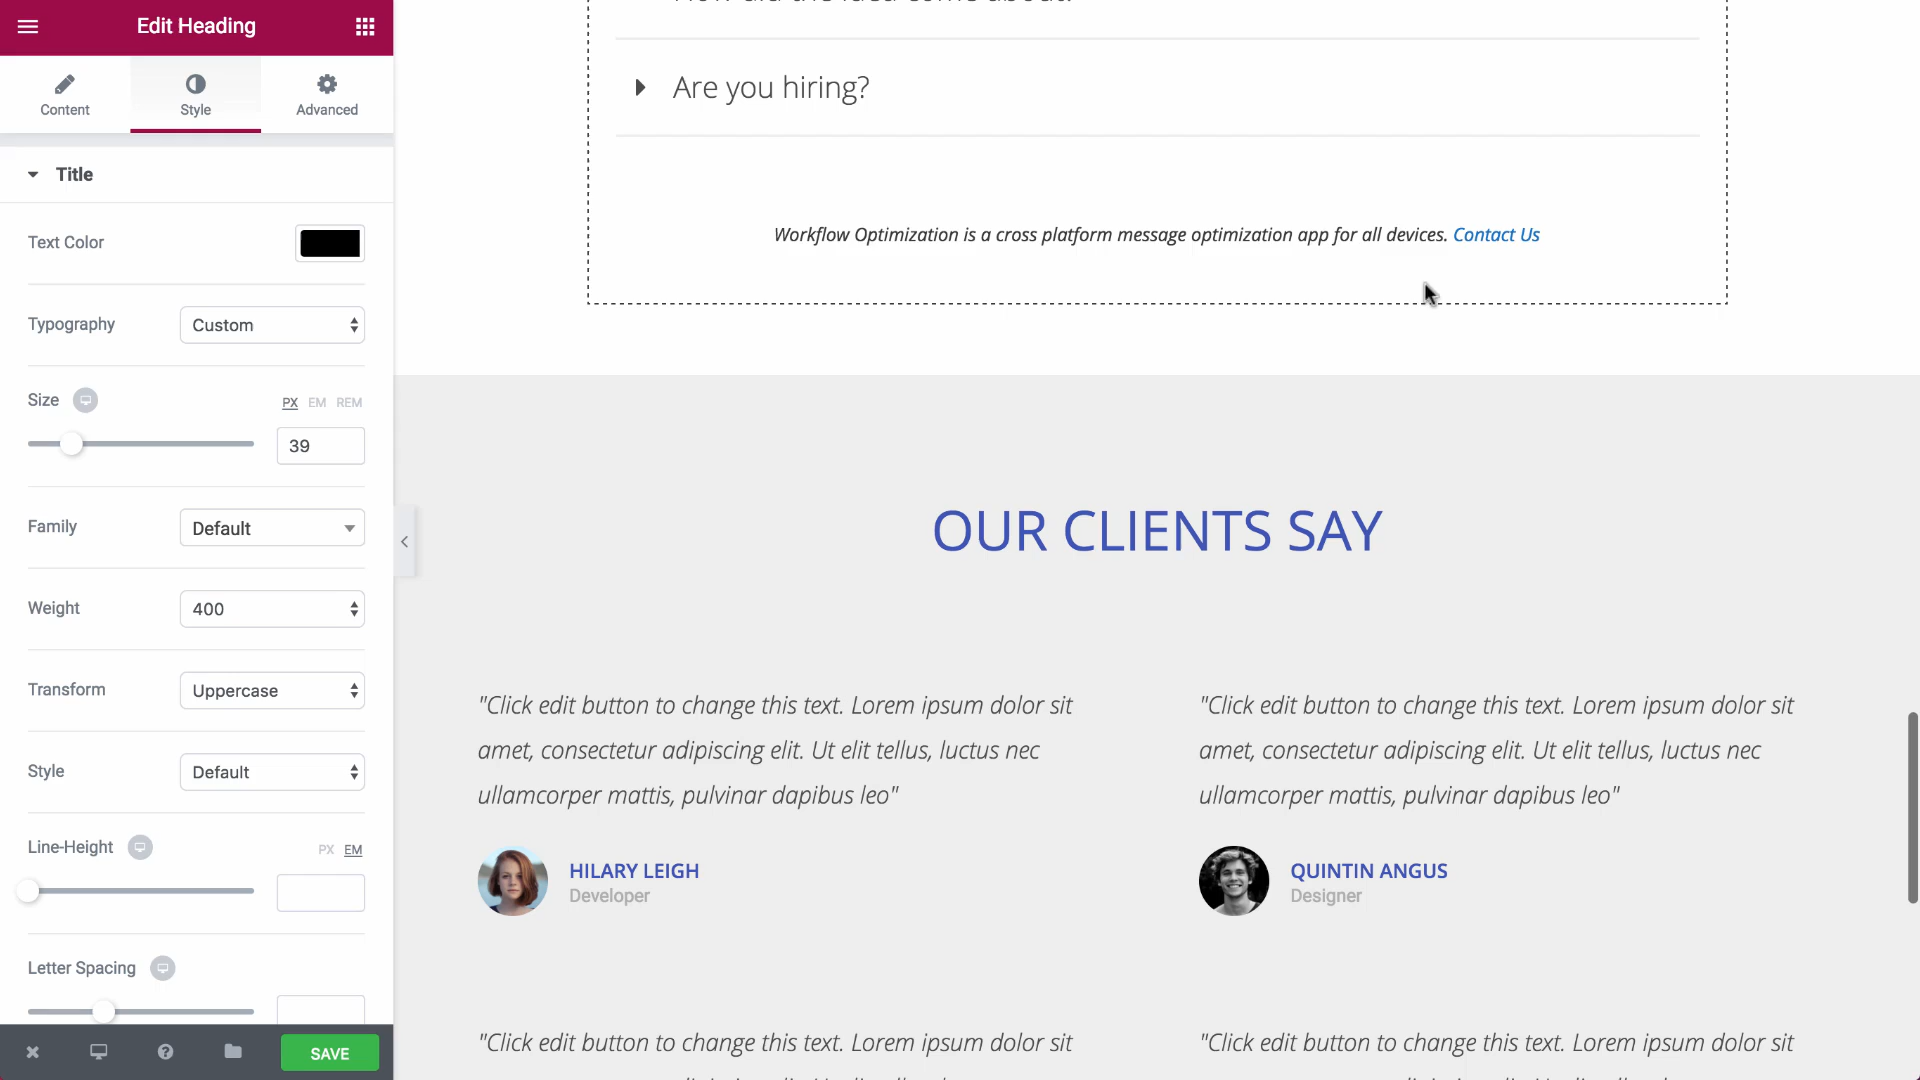 Edit Heading
Content
Style
Advanced
Title
Text Color
Typography
Custom
Size
PX EM REM
39
Family
Default
Weight
400
Transform
Uppercase
Style
Default
Line-Height
PX EM
Letter Spacing
SAVE
Are you hiring?
Workflow Optimization is a cross platform message optimization app for all devices. Contact Us
OUR CLIENTS SAY
"Click edit button to change this text. Lorem ipsum dolor sit
amet, consectetur adipiscing elit. Ut elit tellus, luctus nec
ullamcorper mattis, pulvinar dapibus leo"
HILARY LEIGH
Developer
"Click edit button to change this text. Lorem ipsum dolor sit
amet, consectetur adipiscing elit. Ut elit tellus, luctus nec
ullamcorper mattis, pulvinar dapibus leo"
QUINTIN ANGUS
Designer
"Click edit button to change this text. Lorem ipsum dolor sit
"Click edit button to change this text. Lorem ipsum dolor sit